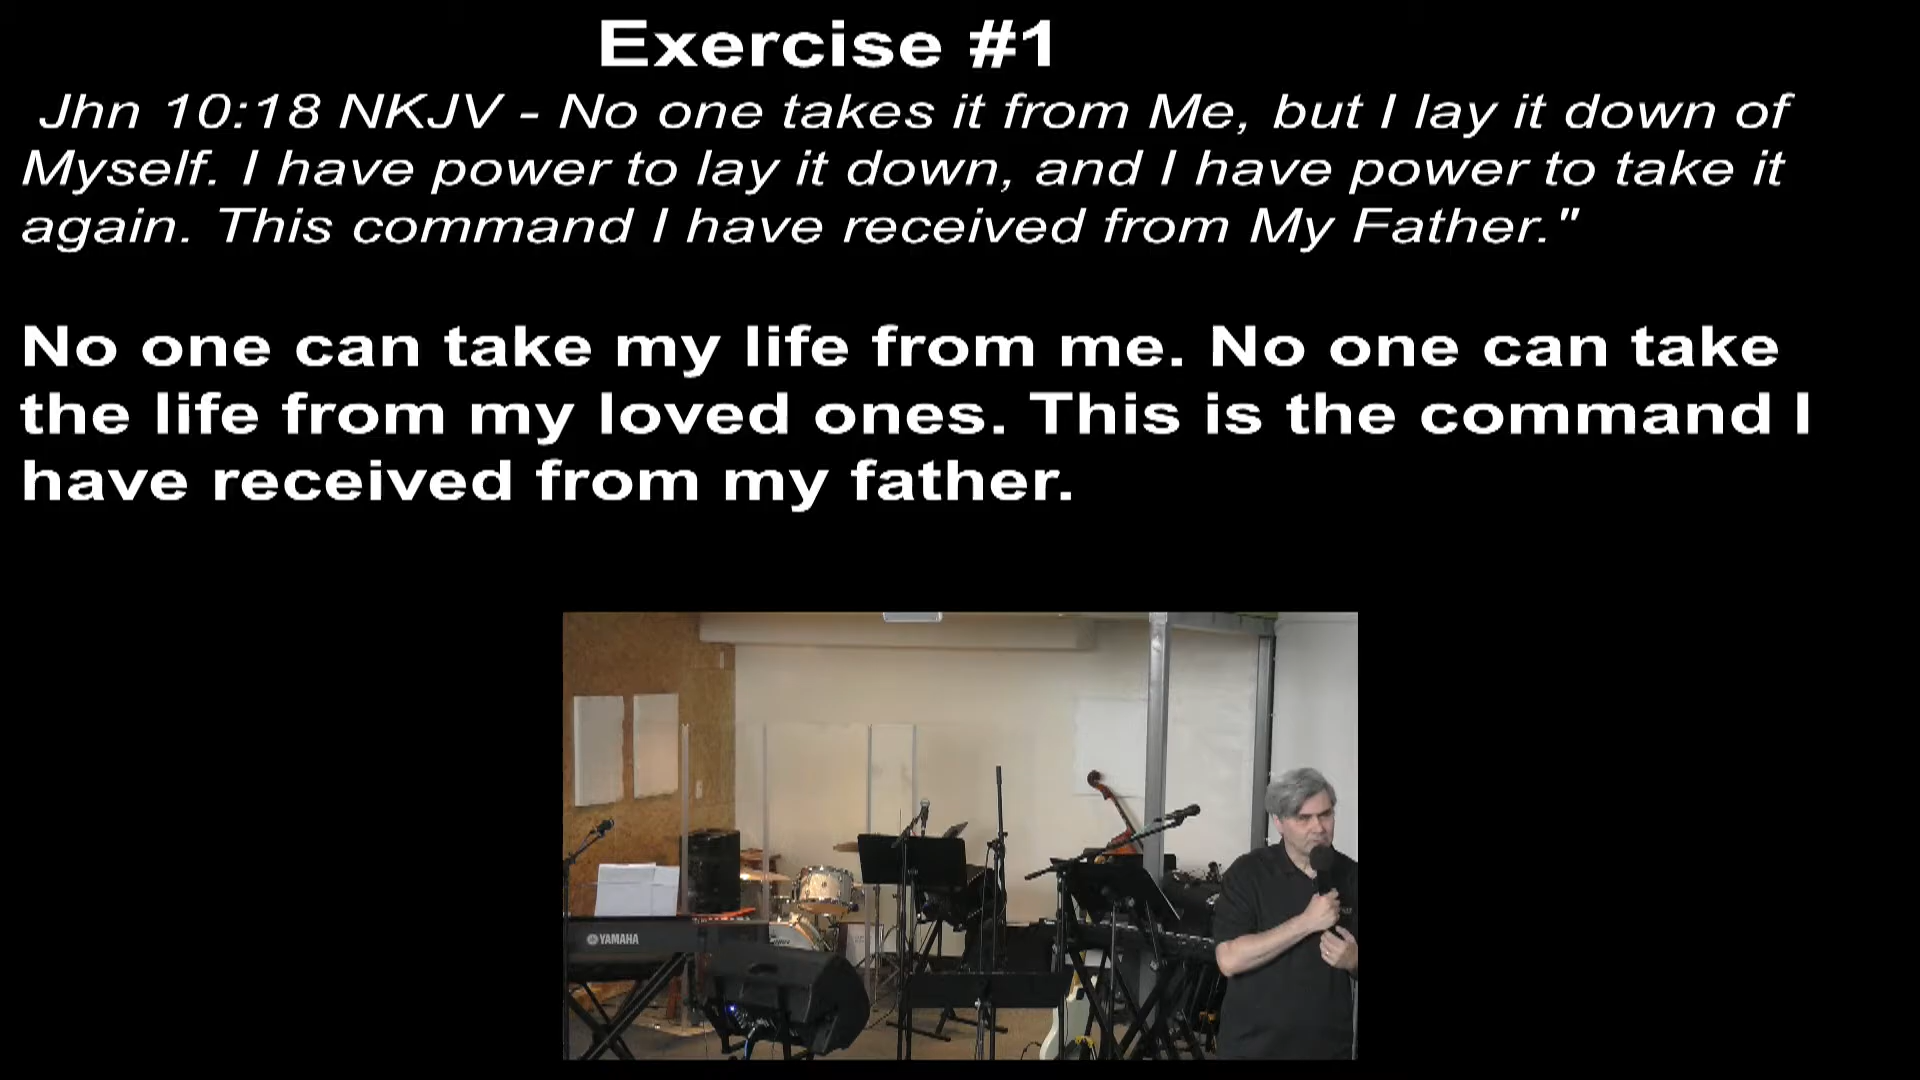 Exercise #1
Jhn 10:18 NKJV - No one takes it from Me, but I lay it down of
Myself. I have power to lay it down, and I have power to take it
again. This command I have received from My Father."
No one can take my life from me. No one can take
the life from my loved ones. This is the command I
have received from my father.
YAMAHA